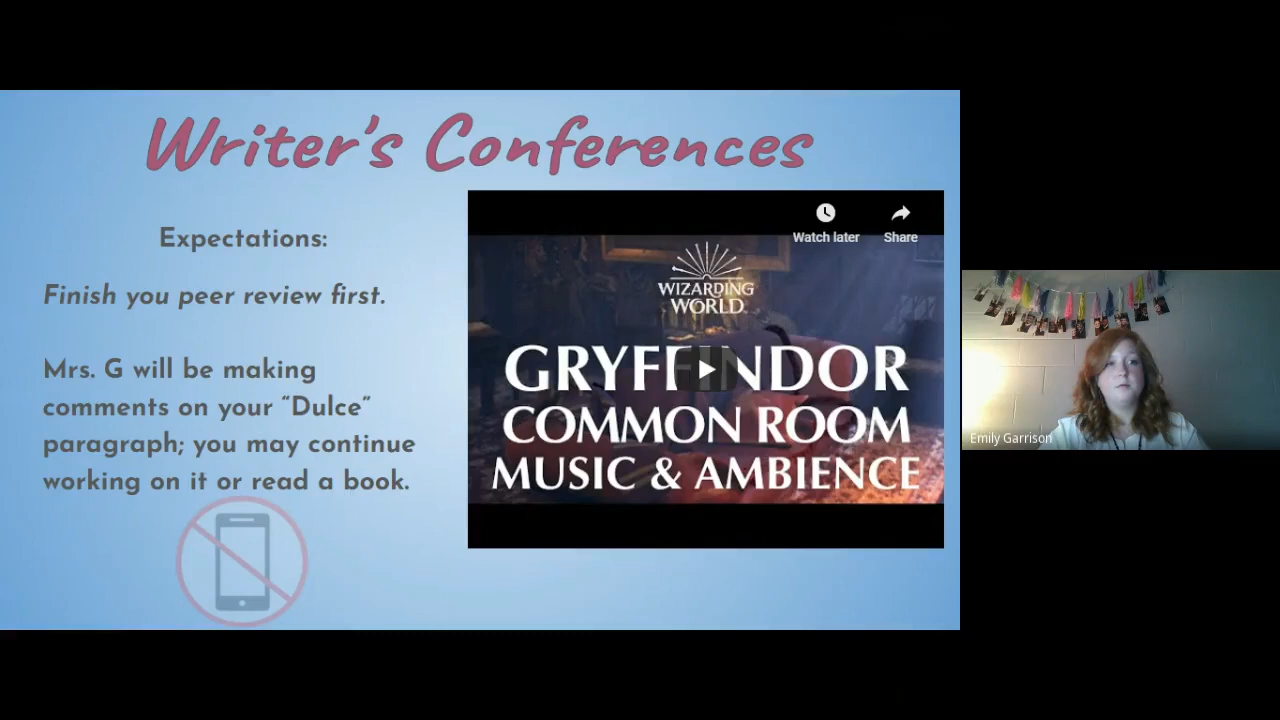 Writer's Conferences
Expectations:
Finish you peer review first.
Mrs. G will be making
comments on your “Dulce”
paragraph; you may continue
working on it or read a book.
Watch later
Share
WIZARDING
WORLD
GRYFFINDOR
COMMON ROOM
MUSIC & AMBIENCE
Emily Garrison